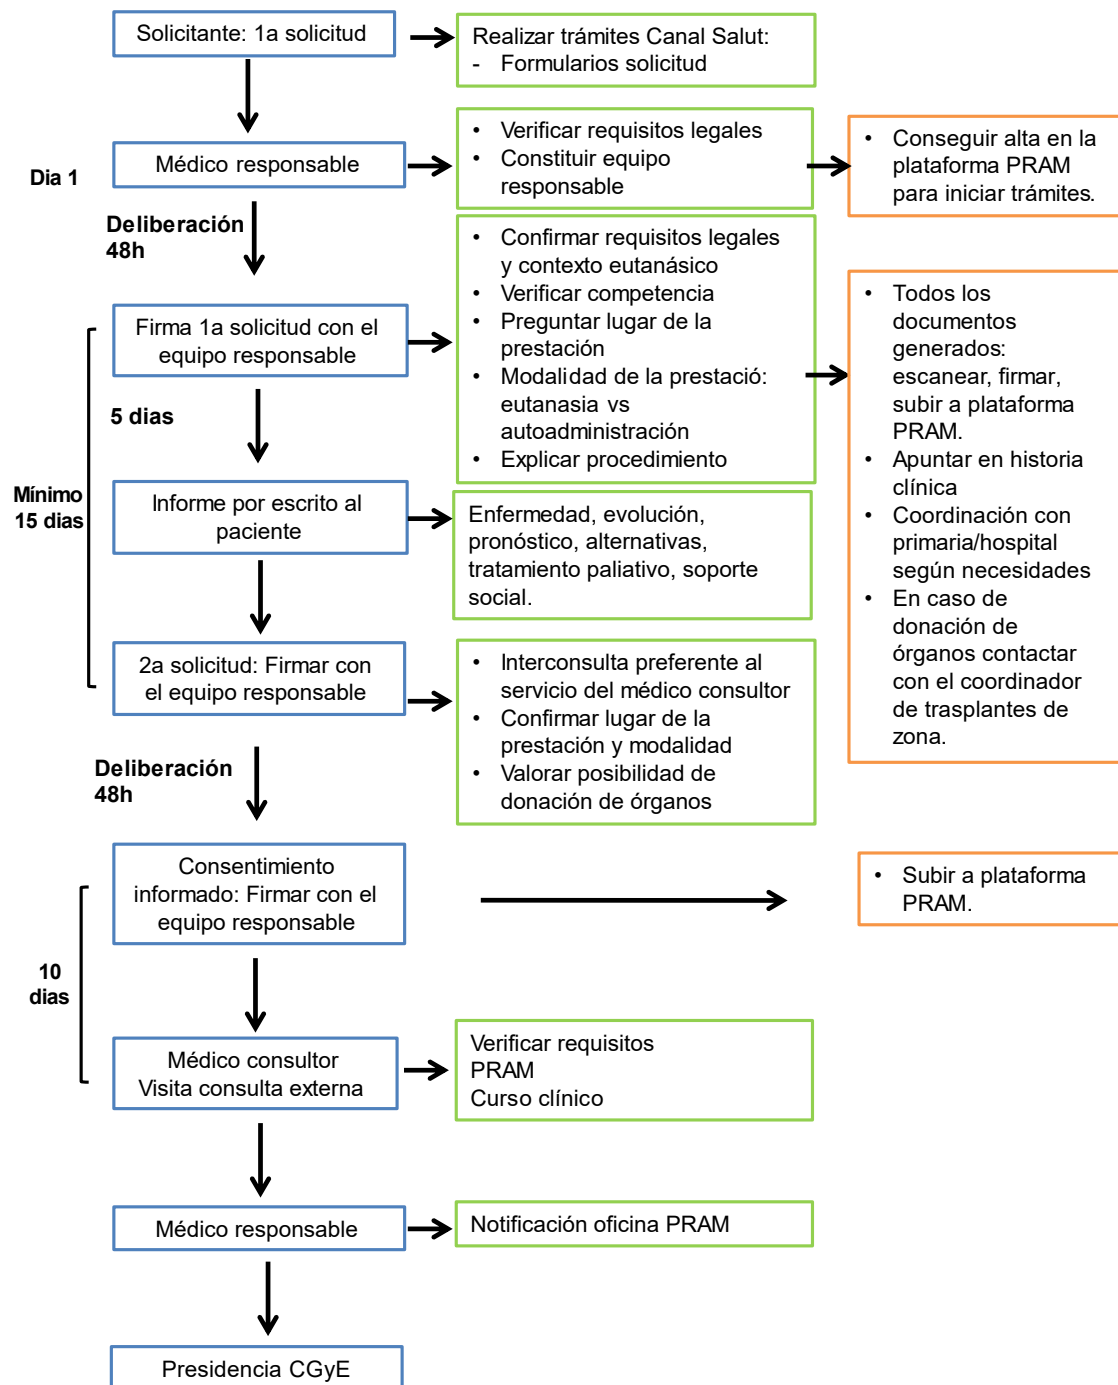 Solicitante: 1a solicitud
Realizar trámites Canal Salut:
- Formularios solicitud
Dia 1
Médico responsable
• Verificar requisitos legales
• Constituir equipo
responsable
• Conseguir alta en la
plataforma PRAM
para iniciar trámites.
Deliberación
48h
Mínimo
15 dias
Firma 1a solicitud con el
equipo responsable
• Confirmar requisitos legales
y contexto eutanásico
• Verificar competencia
• Preguntar lugar de la
prestación
• Modalidad de la prestació:
eutanasia vs
autoadministración
• Explicar procedimiento
• Todos los
documentos
generados:
escanear, firmar,
subir a plataforma
PRAM.
• Apuntar en historia
clínica
• Coordinación con
primaria/hospital
según necesidades
• En caso de
donación de
órganos contactar
con el coordinador
de trasplantes de
zona.
5 dias
Informe por escrito al
paciente
Enfermedad, evolución,
pronóstico, alternativas,
tratamiento paliativo, soporte
social.
2a solicitud: Firmar con
el equipo responsable
• Interconsulta preferente al
servicio del médico consultor
• Confirmar lugar de la
prestación y modalidad
• Valorar posibilidad de
donación de órganos
Deliberación
48h
Consentimiento
informado: Firmar con el
equipo responsable
• Subir a plataforma
PRAM.
10
dias
Médico consultor
Visita consulta externa
Verificar requisitos
PRAM
Curso clínico
Médico responsable
Notificación oficina PRAM
Presidencia CGyE